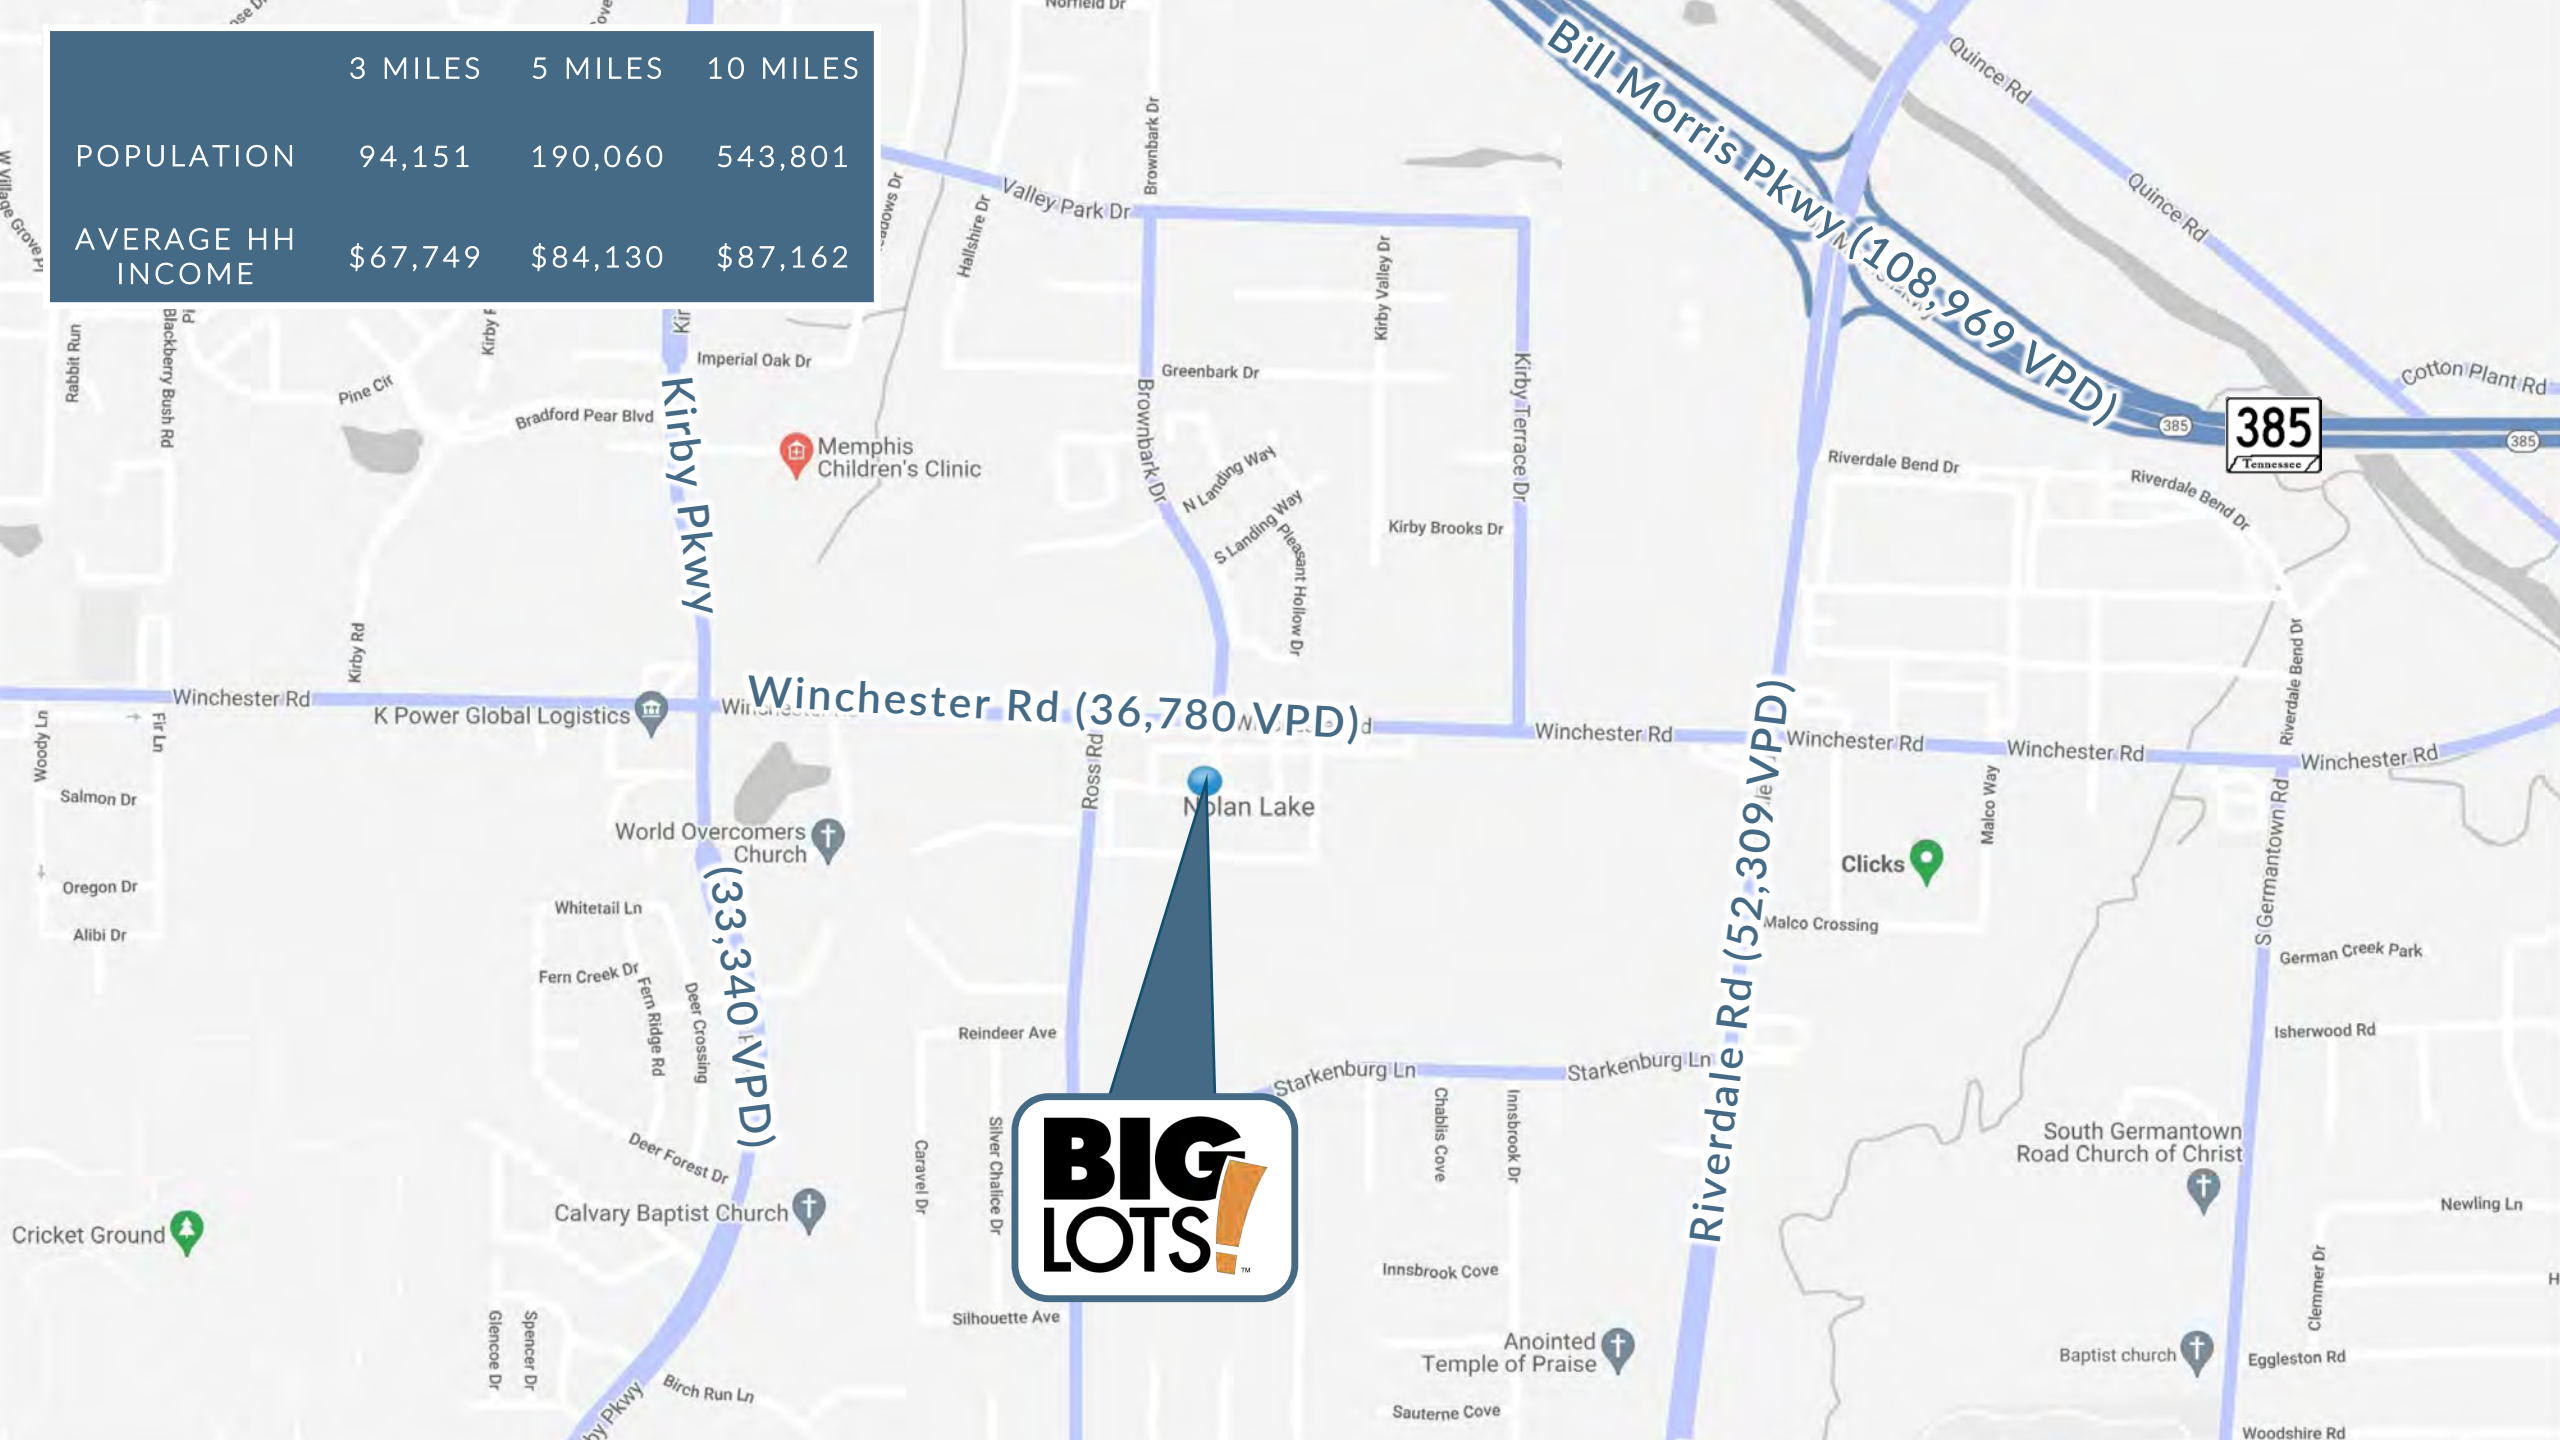 3 MILES 5 MILES 10 MILES
POPULATION 94,151 190,060 543,801
AVERAGE HH
INCOME $67,749 $84,130 $87,162
Norfield Dr
Quince Rd
Bill Morris Pkwy (108,969 VPD)
Brownbark Dr
Valley Park Dr
Hallshire Dr
Quince Rd
Kirby Valley Dr
Rabbit Run
Blackberry Bush Rd
Pl
Imperial Oak Dr
Greenbark Dr
Pine Cir
Bradford Pear Blvd
Kirby Pkwy
Memphis
Children's Clinic
Brownbark Dr
Kirby Terrace Dr
N Landing Way
S Landing Way
Pleasant Hollow Dr
Kirby Brooks Dr
Cotton Plant Rd
385
385
Tennessee
385
Riverdale Bend Dr
Riverdale Bend Dr
Riverdale Bend Dr
Kirby Rd
Winchester Rd
K Power Global Logistics
Winchester Rd (36,780 VPD)
Winchester Rd
Winchester Rd
Winchester Rd
Winchester Rd
Woody Ln
Fir Ln
Salmon Dr
Oregon Dr
Alibi Dr
Ross Rd
Nolan Lake
World Overcomers
Church
(33,340 VPD)
Riverdale Rd (52,309 VPD)
Malco Way
Clicks
Malco Crossing
S Germantown Rd
German Creek Park
Isherwood Rd
Whitetail Ln
Fern Creek Dr
Fern Ridge Rd
Deer Crossing
Reindeer Ave
Starkenburg Ln
Starkenburg Ln
Chablis Cove
Innsbrook Dr
Deer Forest Dr
Caravel Dr
Silver Chalice Dr
BIG
LOTS!
TM
South Germantown
Road Church of Christ
Newling Ln
Calvary Baptist Church
Cricket Ground
Innsbrook Cove
Clemmer Dr
Glencoe Dr
Spencer Dr
Silhouette Ave
Anointed
Temple of Praise
Baptist church
Eggleston Rd
Birch Run Ln
Sauterne Cove
Woodshire Rd